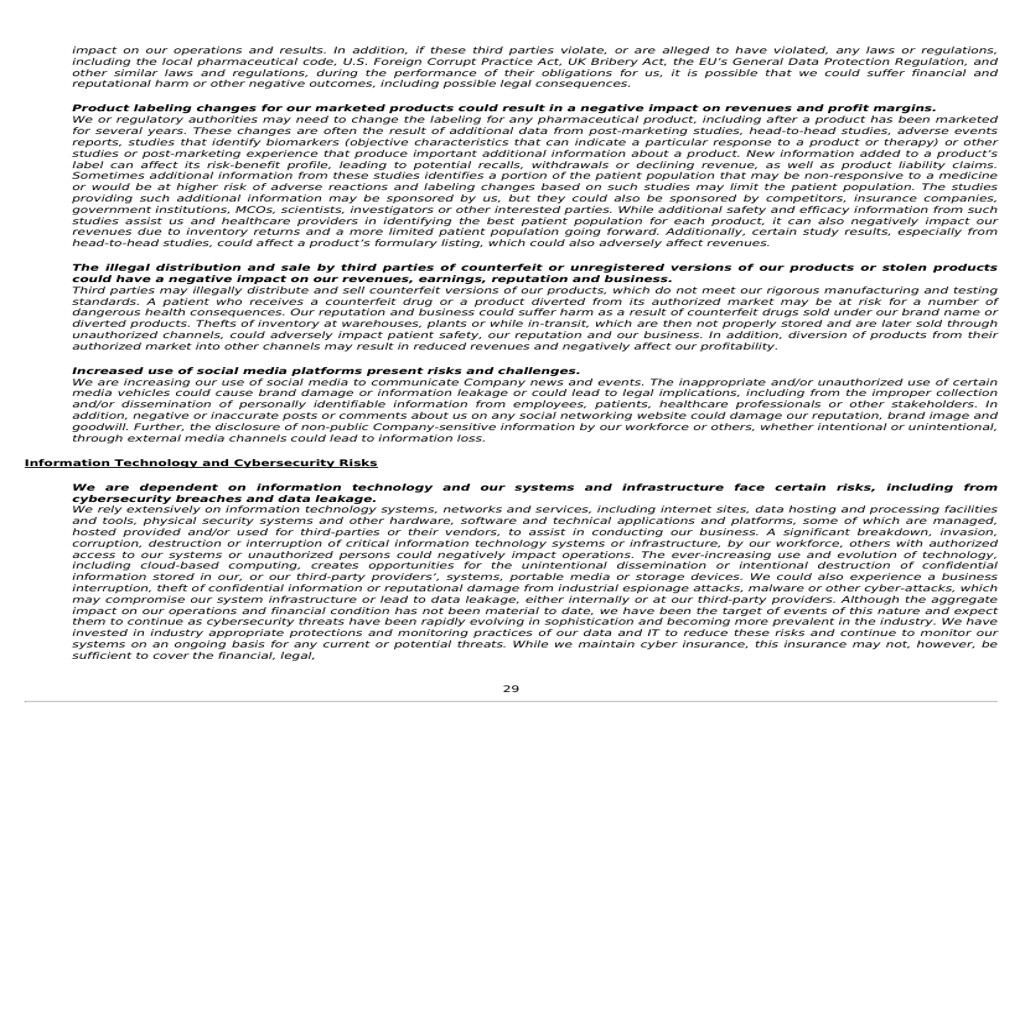 impact on our operations and results. In addition, if these third parties violate, or are alleged to have violated, any laws or regulations,
including the local pharmaceutical code, U.S. Foreign Corrupt Practice Act, UK Bribery Act, the EU's General Data Protection Regulation, and
other similar laws and regulations, during the performance of their obligations for us, it is possible that we could suffer financial and
reputational harm or other negative outcomes, including possible legal consequences.
Product labeling changes for our marketed products could result in a negative impact on revenues and profit margins.
We or regulatory authorities may need to change the labeling for any pharmaceutical product, including after a product has been marketed
for several years. These changes are often the result of additional data from post-marketing studies, head-to-head studies, adverse events
reports, studies that identify biomarkers (objective characteristics that can indicate a particular response to a product or therapy) or other
studies or post-marketing experience that produce important additional information about a product. New information added to a product's
label can affect its risk-benefit profile, leading to potential recalls, withdrawals or declining revenue, as well as product liability claims.
Sometimes additional information from these studies identifies a portion of the patient population that may be non-responsive to a medicine
or would be at higher risk of adverse reactions and labeling changes based on such studies may limit the patient population. The studies
providing such additional information may be sponsored by us, but they could also be sponsored by competitors, insurance companies,
government institutions, MCOs, scientists, investigators or other interested parties. While additional safety and efficacy information from such
studies assist us and healthcare providers in identifying the best patient population for each product, it can also negatively impact our
revenues due to inventory returns and a more limited patient population going forward. Additionally, certain study results, especially from
head-to-head studies, could affect a product's formulary listing, which could also adversely affect revenues.
The illegal distribution and sale by third parties of counterfeit or unregistered versions of our products or stolen products
could have a negative impact on our revenues, earnings, reputation and business.
Third parties may illegally distribute and sell counterfeit versions of our products, which do not meet our rigorous manufacturing and testing
standards. A patient who receives a counterfeit drug or a product diverted from its authorized market may be at risk for a number of
dangerous health consequences. Our reputation and business could suffer harm as a result of counterfeit drugs sold under our brand name or
diverted products. Thefts of inventory at warehouses, plants or while in-transit, which are then not properly stored and are later sold through
unauthorized channels, could adversely impact patient safety, our reputation and our business. In addition, diversion of products from their
authorized market into other channels may result in reduced revenues and negatively affect our profitability.
Increased use of social media platforms present risks and challenges.
We are increasing our use of social media to communicate Company news and events. The inappropriate and/or unauthorized use of certain
media vehicles could cause brand damage or information leakage or could lead to legal implications, including from the improper collection
and/or dissemination of personally identifiable information from employees, patients, healthcare professionals or other stakeholders. In
addition, negative or inaccurate posts or comments about us on any social networking website could damage our reputation, brand image and
goodwill. Further, the disclosure of non-public Company-sensitive information by our workforce or others, whether intentional or unintentional,
through external media channels could lead to information loss.
Information Technology and Cybersecurity Risks
We are dependent on information technology and our systems and infrastructure face certain risks, including from
cybersecurity breaches and data leakage.
We rely extensively on information technology systems, networks and services, including internet sites, data hosting and processing facilities
and tools, physical security systems and other hardware, software and technical applications and platforms, some of which are managed,
hosted provided and/or used for third-parties or their vendors, to assist in conducting our business. A significant breakdown, invasion,
corruption, destruction or interruption of critical information technology systems or infrastructure, by our workforce, others with authorized
access to our systems or unauthorized persons could negatively impact operations. The ever-increasing use and evolution of technology,
including cloud-based computing, creates opportunities for the unintentional dissemination or intentional destruction of confidential
information stored in our, or our third-party providers', systems, portable media or storage devices. We could also experience a business
interruption, theft of confidential information or reputational damage from industrial espionage attacks, malware or other cyber-attacks, which
may compromise our system infrastructure or lead to data leakage, either internally or at our third-party providers. Although the aggregate
impact on our operations and financial condition has not been material to date, we have been the target of events of this nature and expect
them to continue as cybersecurity threats have been rapidly evolving in sophistication and becoming more prevalent in the industry. We have
invested in industry appropriate protections and monitoring practices of our data and IT to reduce these risks and continue to monitor our
systems on an ongoing basis for any current or potential threats. While we maintain cyber insurance, this insurance may not, however, be
sufficient to cover the financial, legal,
29